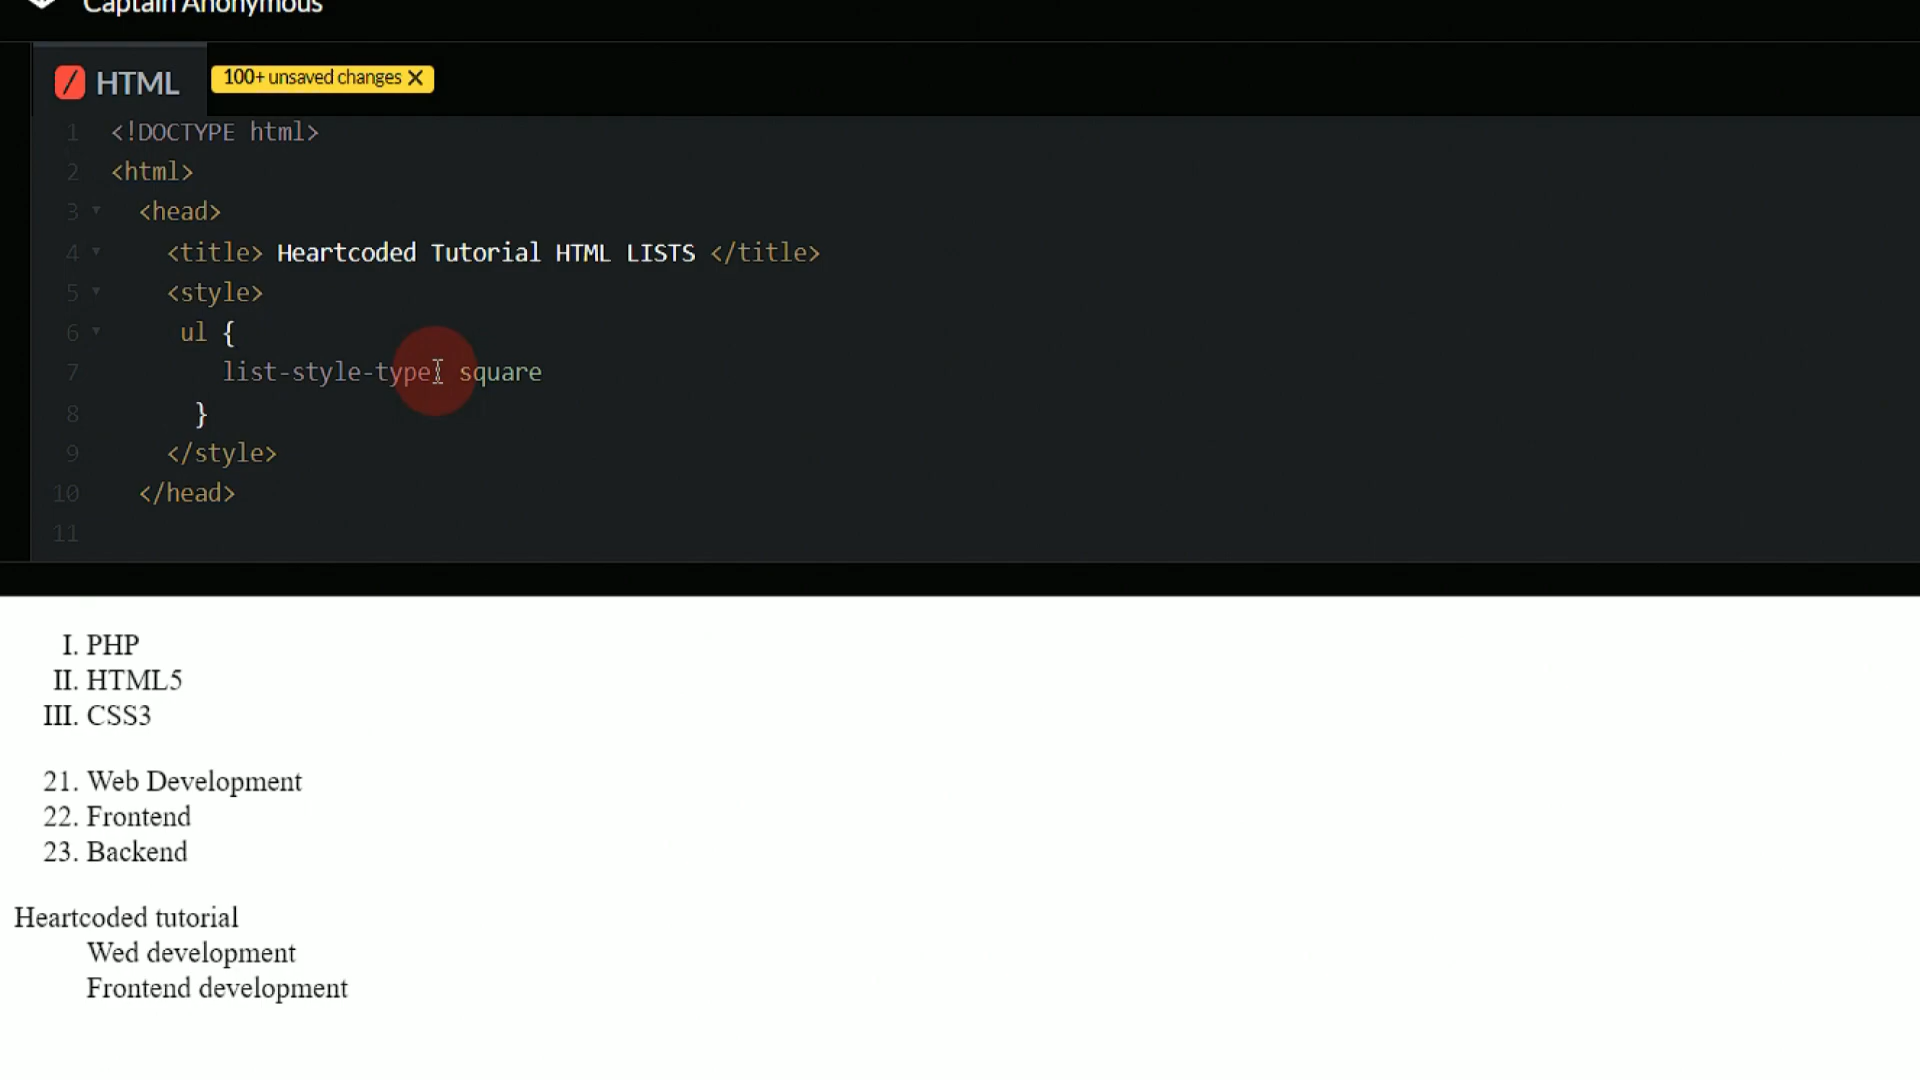 Captain Anonymous
HTML
100+ unsaved changes X
1 <!DOCTYPE html>
2 <html>
3 <head>
4 <title> Heartcoded Tutorial HTML LISTS </title>
5 <style>
6 ul {
7 list-style-type: square
8 }
9 </style>
10 </head>
11
I. PHP
II. HTML5
III. CSS3
21. Web Development
22. Frontend
23. Backend
Heartcoded tutorial
Wed development
Frontend development